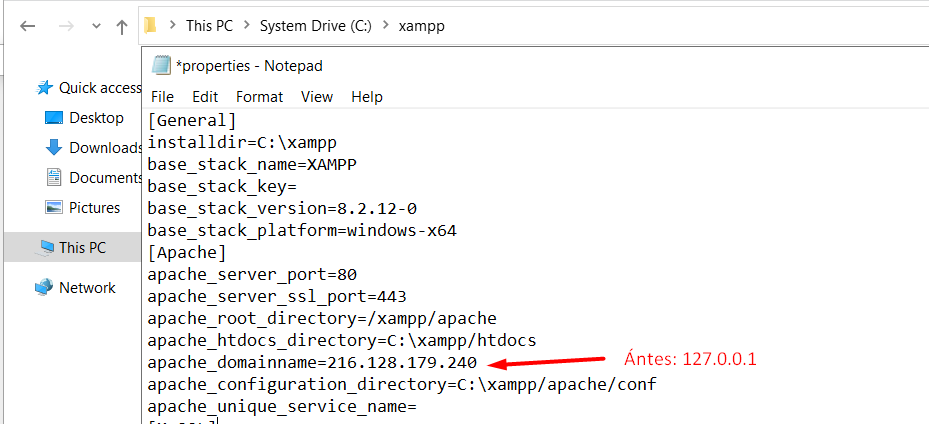 This PC > System Drive (C:) > xampp
*properties - Notepad
File Edit Format View Help
Quick access
Desktop
Downloads
Documents
Pictures
This PC
Network
[General]
installdir=C:\xampp
base_stack_name=XAMPP
base_stack_key=
base_stack_version=8.2.12-0
base_stack_platform=windows-x64
[Apache]
apache_server_port=80
apache_server_ssl_port=443
apache_root_directory=/xampp/apache
apache_htdocs_directory=C:\xampp/htdocs
apache_domainname=216.128.179.240
Ántes: 127.0.0.1
apache_configuration_directory=C:\xampp/apache/conf
apache_unique_service_name=